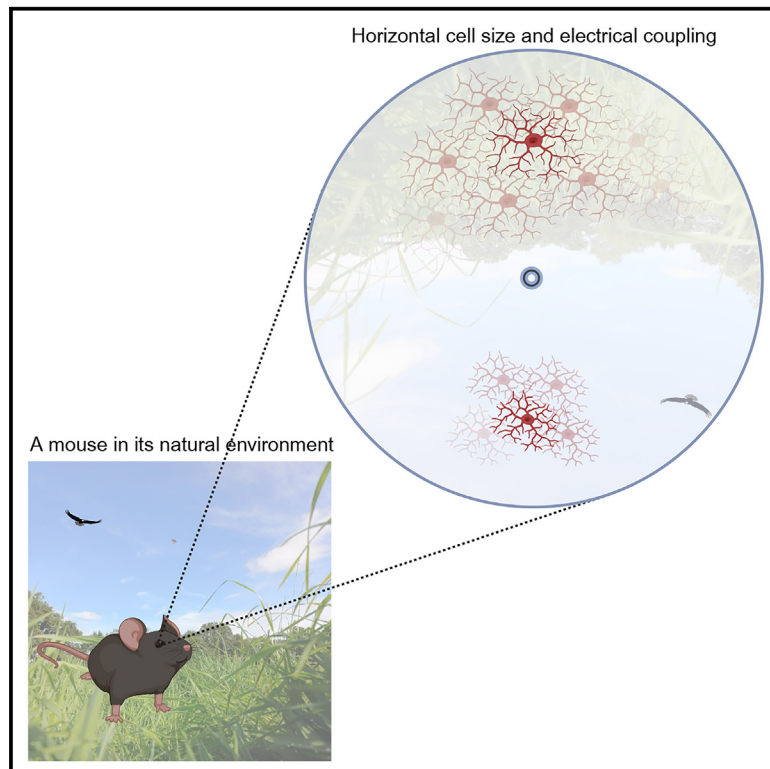 Horizontal cell size and electrical coupling
A mouse in its natural environment